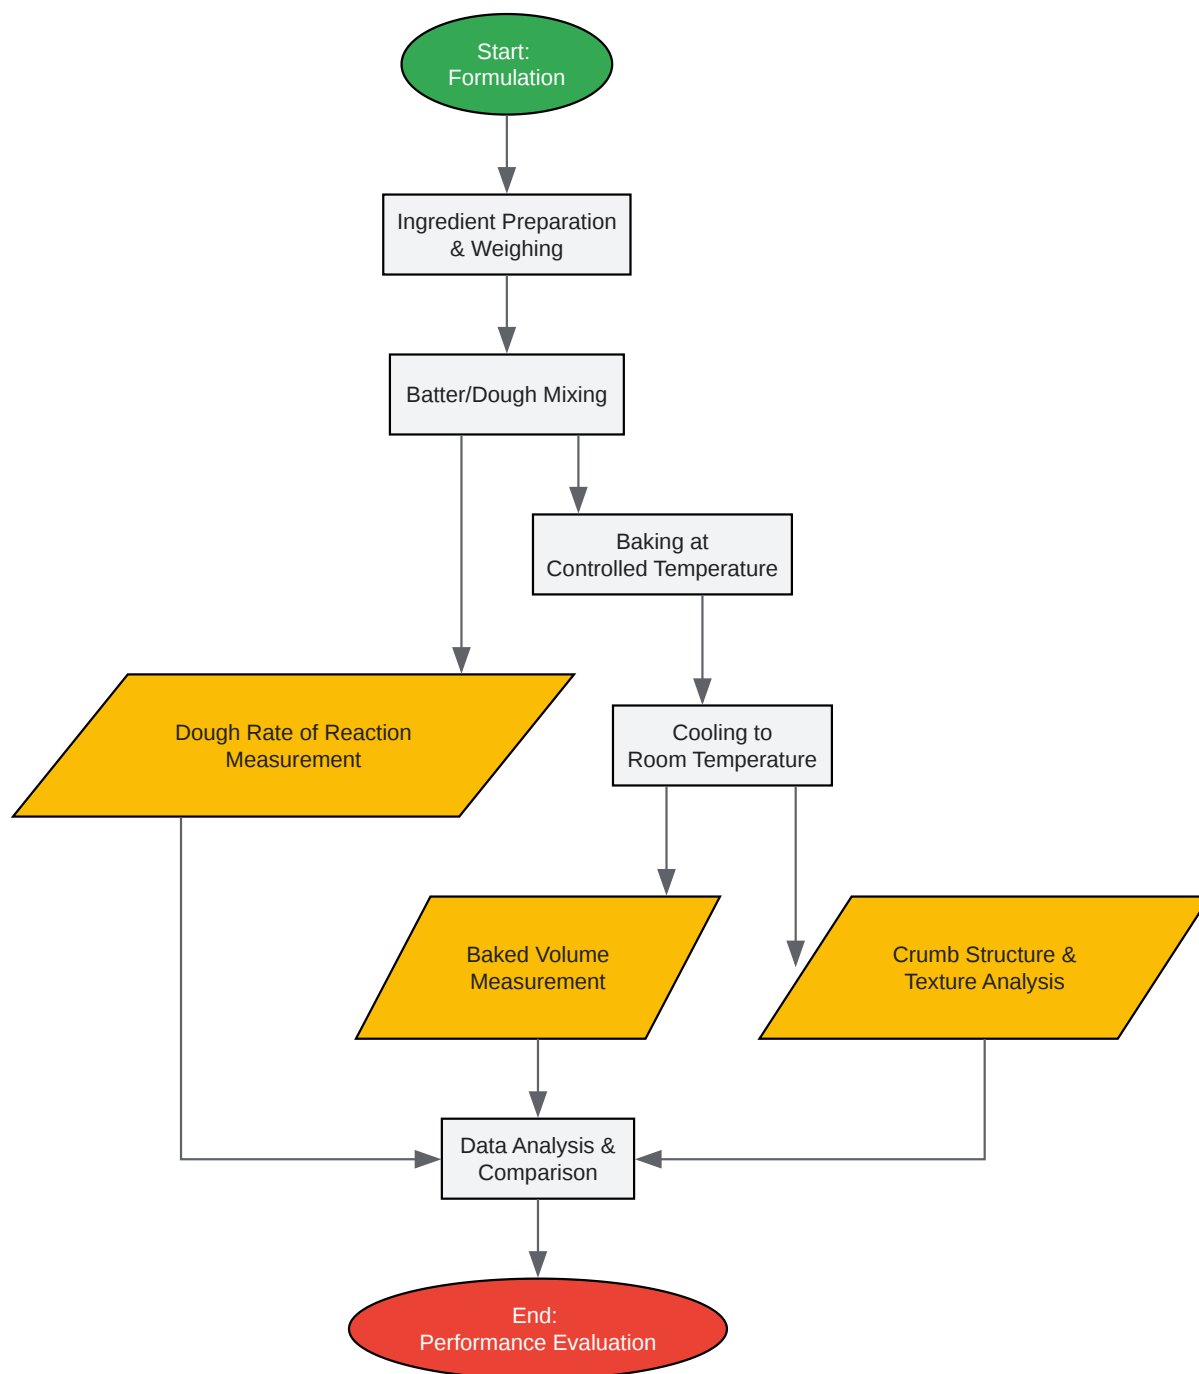 Start:
Formulation
Ingredient Preparation
& Weighing
Batter/Dough Mixing
Baking at
Controlled Temperature
Dough Rate of Reaction
Measurement
Cooling to
Room Temperature
Baked Volume
Measurement
Crumb Structure &
Texture Analysis
Data Analysis &
Comparison
End:
Performance Evaluation